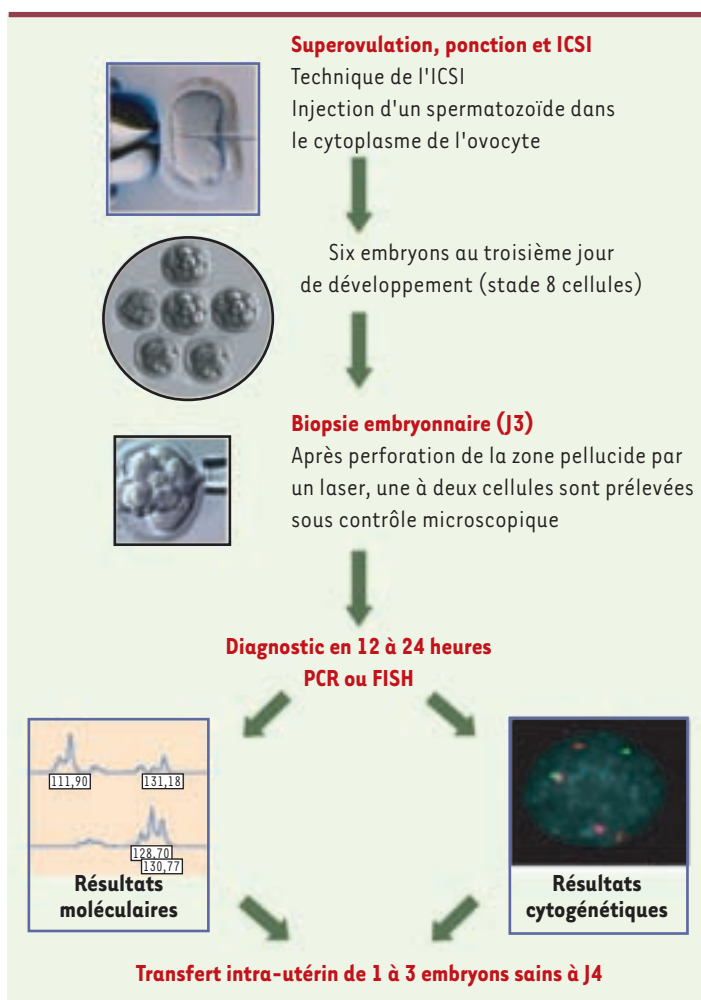 Superovulation, ponction et ICSI
Technique de l'ICSI
Injection d'un spermatozoïde dans
le cytoplasme de l'ovocyte
Six embryons au troisième jour
de développement (stade 8 cellules)
Biopsie embryonnaire (J3)
Après perforation de la zone pellucide par
un laser, une à deux cellules sont prélevées
sous contrôle microscopique
Diagnostic en 12 à 24 heures
PCR ou FISH
111,90
131,18
128,70
130,77
Résultats
moléculaires
Résultats
cytogénétiques
Transfert intra-utérin de 1 à 3 embryons sains à J4